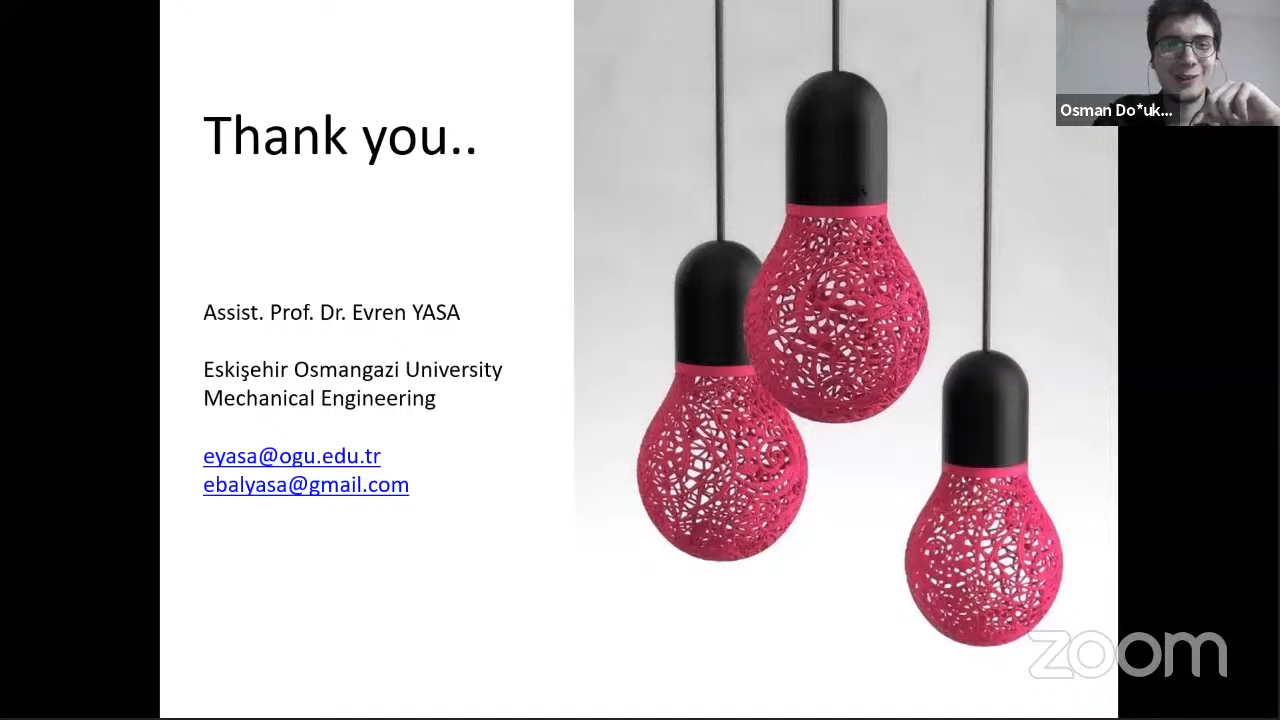 Thank you..
Assist. Prof. Dr. Evren YASA
Eskişehir Osmangazi University
Mechanical Engineering
eyasa@ogu.edu.tr
ebalyasa@gmail.com
Osman Do*uk...
zoom